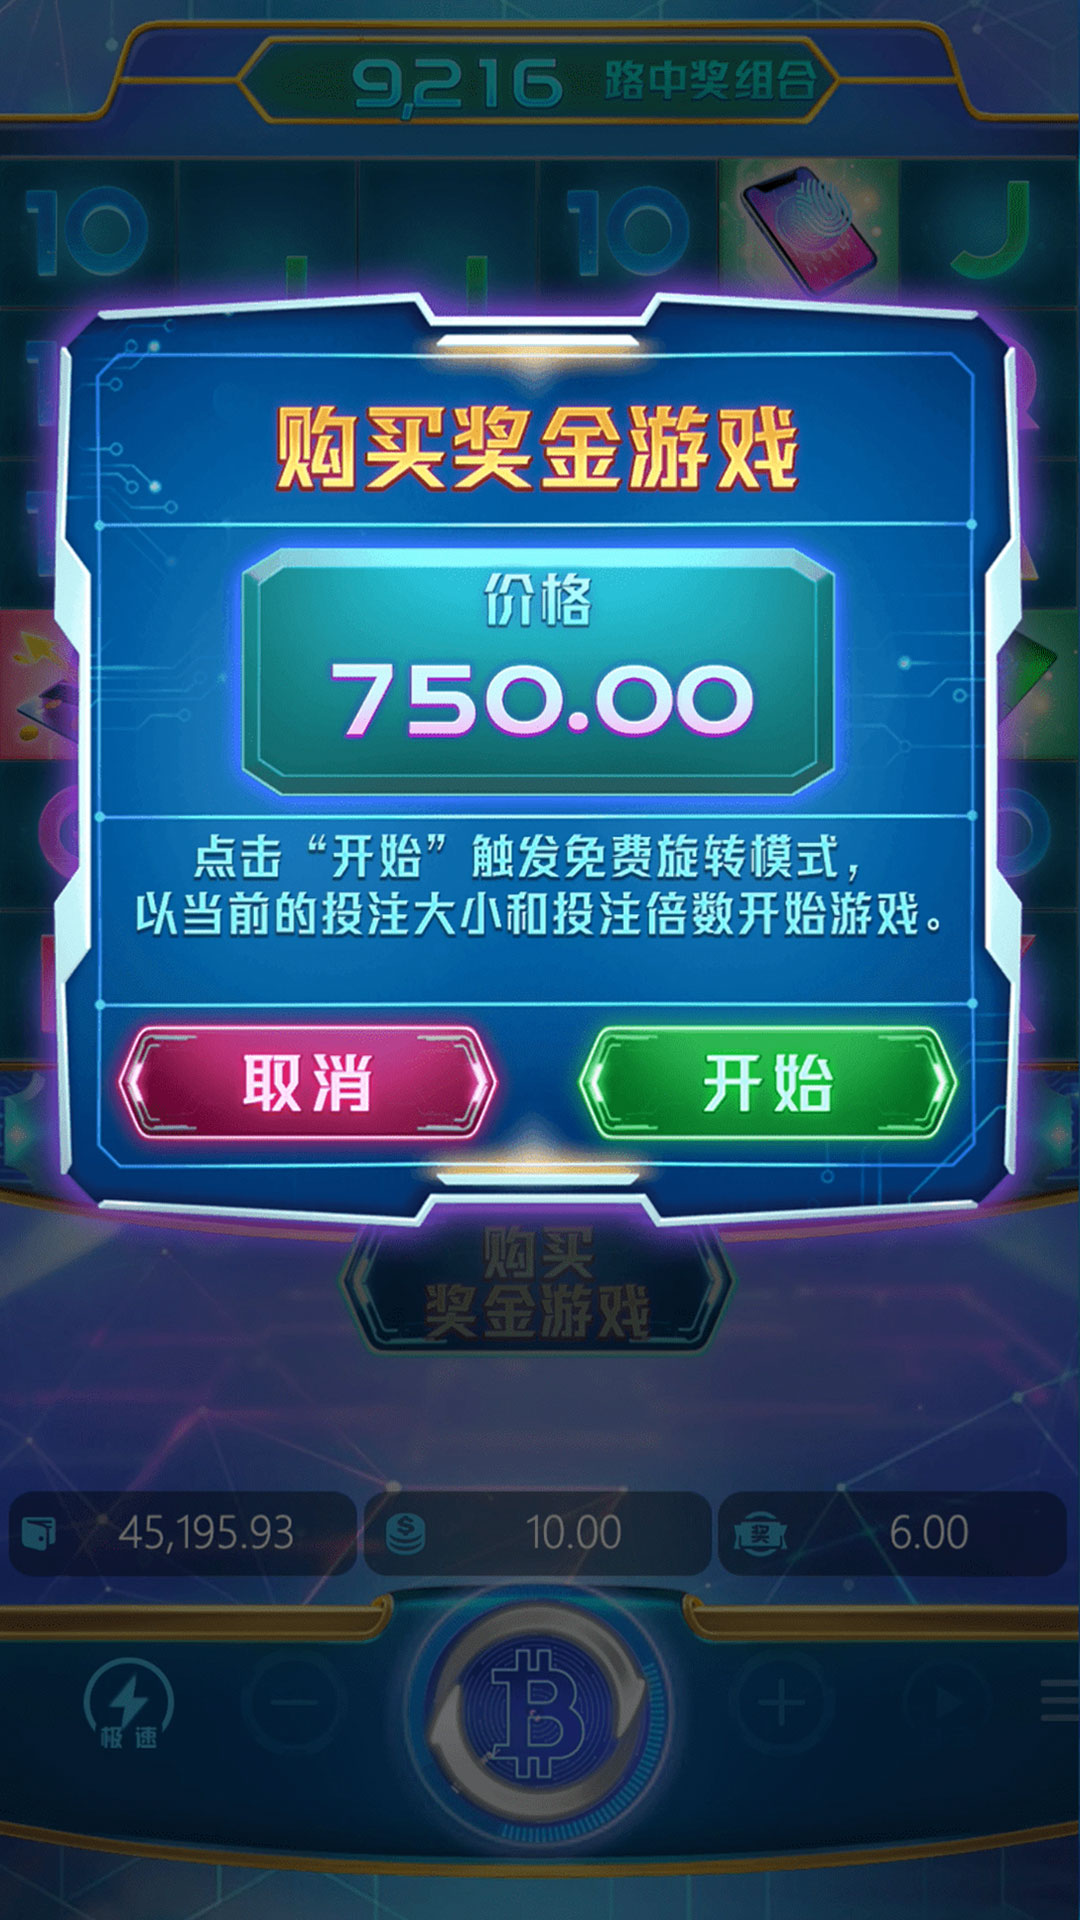 9,216 路中奖组合
10 10 J
购买奖金游戏
价格
750.00
点击“开始”触发免费旋转模式，
以当前的投注大小和投注倍数开始游戏。
取消 开始
购买
奖金游戏
45,195.93 10.00 奖 6.00
极速